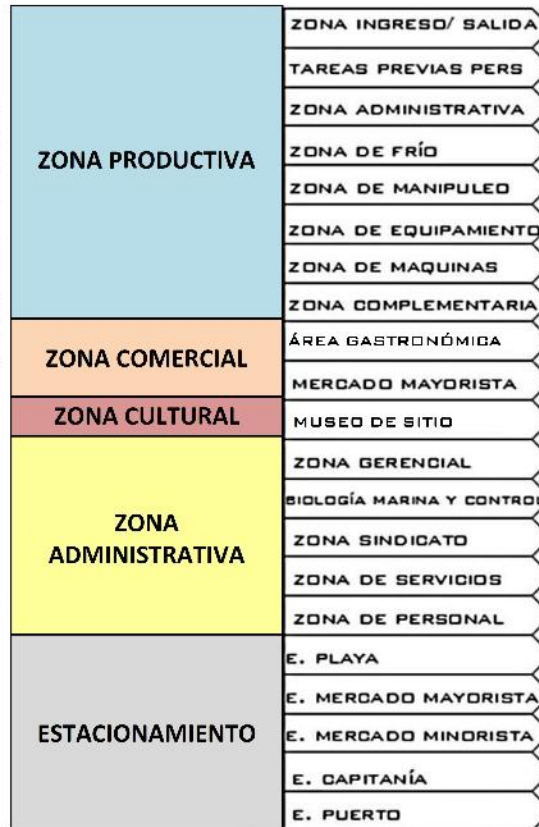 ZONA PRODUCTIVA
ZONA INGRESO/ SALIDA
TAREAS PREVIAS PERS
ZONA ADMINISTRATIVA
ZONA DE FRÍO
ZONA DE MANIPULEO
ZONA DE EQUIPAMIENTO
ZONA DE MAQUINAS
ZONA COMPLEMENTARIA
ZONA COMERCIAL
ÁREA GASTRONÓMICA
MERCADO MAYORISTA
ZONA CULTURAL
MUSEO DE SITIO
ZONA
ADMINISTRATIVA
ZONA GERENCIAL
BIOLOGÍA MARINA Y CONTROL
ZONA SINDICATO
ZONA DE SERVICIOS
ZONA DE PERSONAL
ESTACIONAMIENTO
E. PLAYA
E. MERCADO MAYORISTA
E. MERCADO MINORISTA
E. CAPITANÍA
E. PUERTO